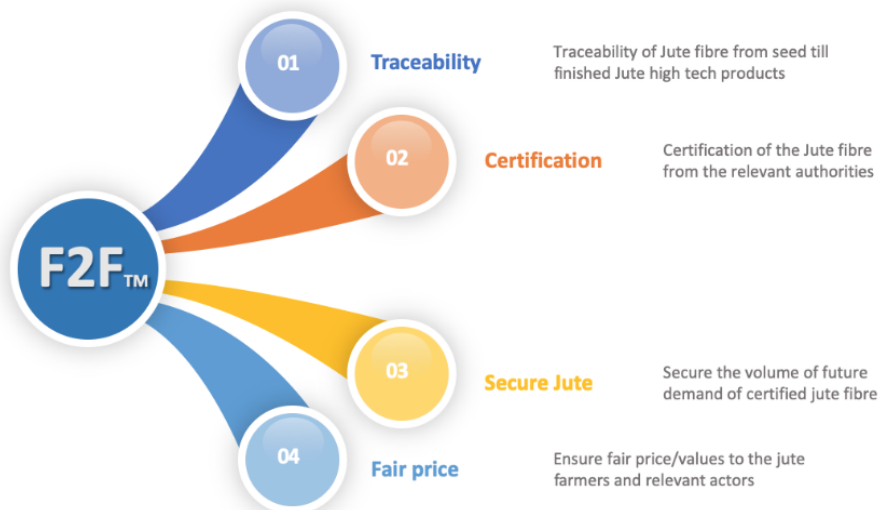 F2F TM
01
Traceability
Traceability of Jute fibre from seed till
finished Jute high tech products
02
Certification
Certification of the Jute fibre
from the relevant authorities
03
Secure Jute
Secure the volume of future
demand of certified jute fibre
04
Fair price
Ensure fair price/values to the jute
farmers and relevant actors